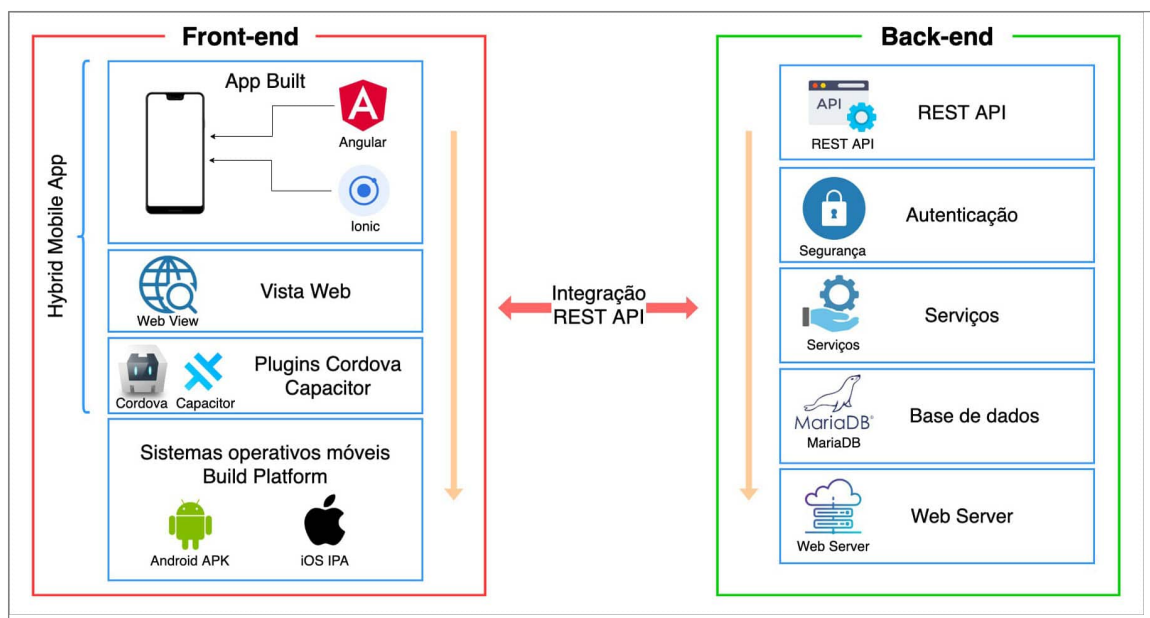 Front-end
Hybrid Mobile App
App Built
Angular
Ionic
Web View
Vista Web
Cordova
Capacitor
Plugins Cordova
Capacitor
Sistemas operativos móveis
Build Platform
Android APK
iOS IPA
Integração
REST API
Back-end
API
REST API
REST API
Segurança
Autenticação
Serviços
Serviços
MariaDB®
MariaDB
Base de dados
Web Server
Web Server